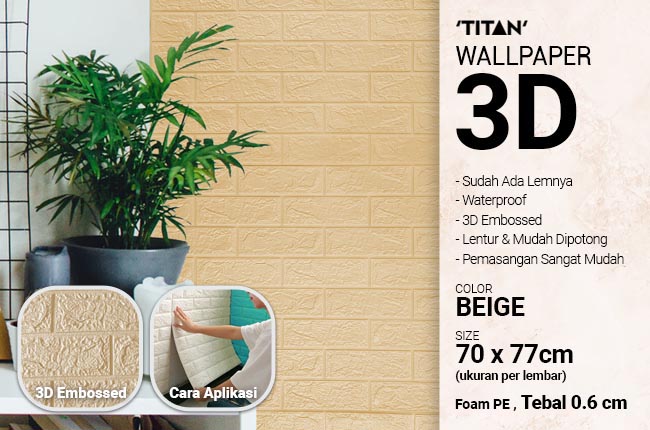 'TITAN'
WALLPAPER
3D
- Sudah Ada Lemnya
- Waterproof
- 3D Embossed
- Lentur & Mudah Dipotong
- Pemasangan Sangat Mudah
COLOR
BEIGE
SIZE
70 x 77cm
(ukuran per lembar)
Foam PE , Tebal 0.6 cm
3D Embossed
Cara Aplikasi